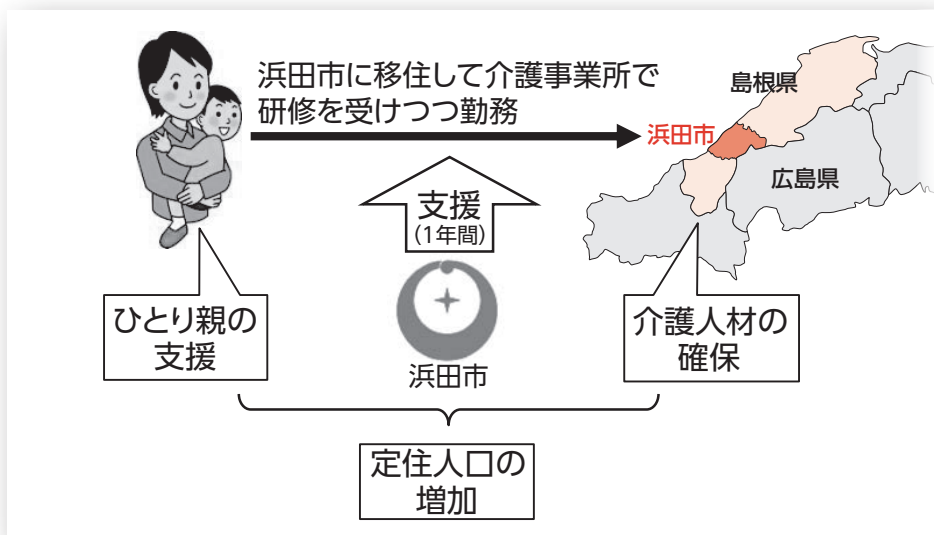 浜田市に移住して介護事業所で
研修を受けつつ勤務
島根県
浜田市
広島県
支援
(1年間)
ひとり親の
支援
浜田市
介護人材の
確保
定住人口の
増加